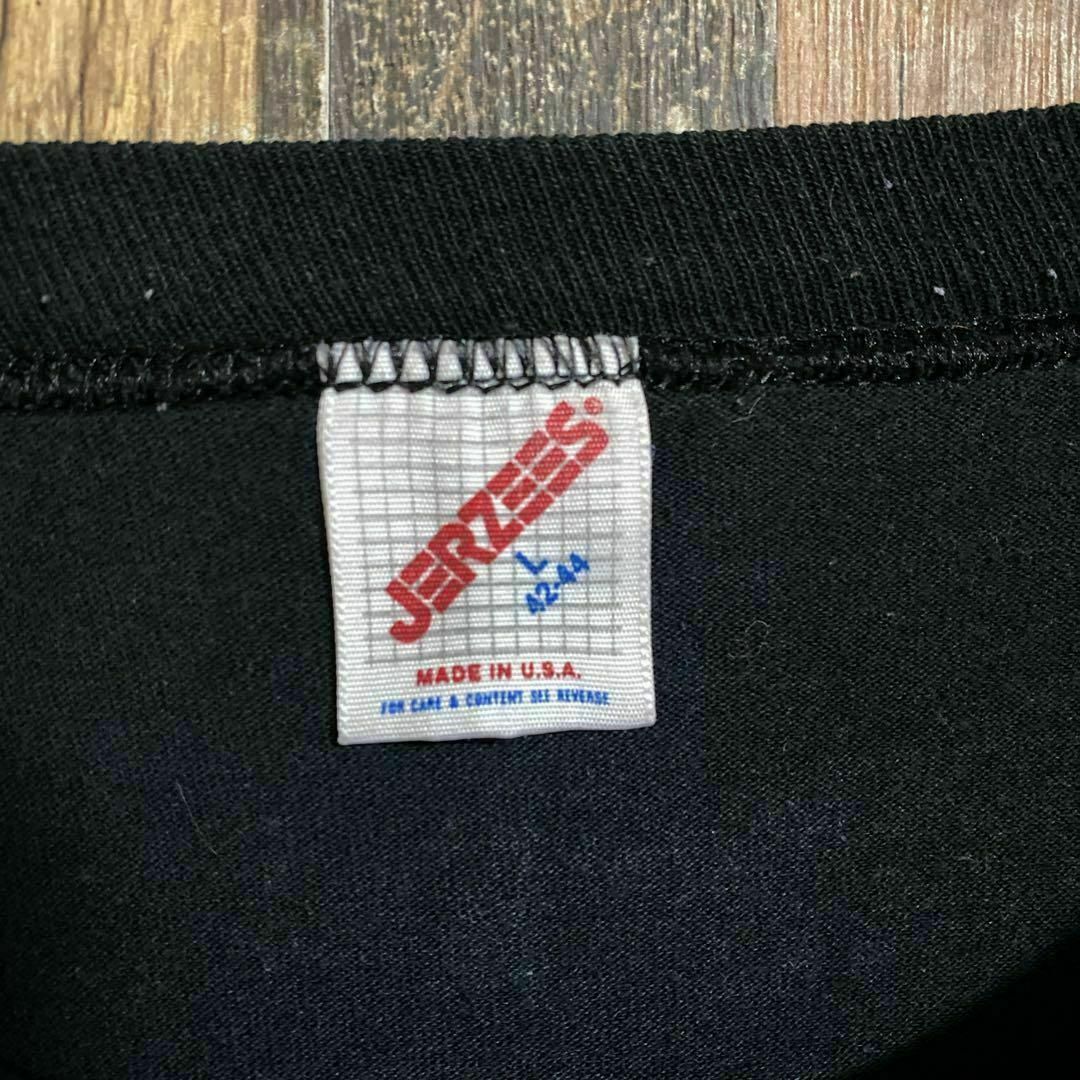 JERZEES®
L
42-44
MADE IN U.S.A.
FOR CARE & CONTENT SEE REVERSE